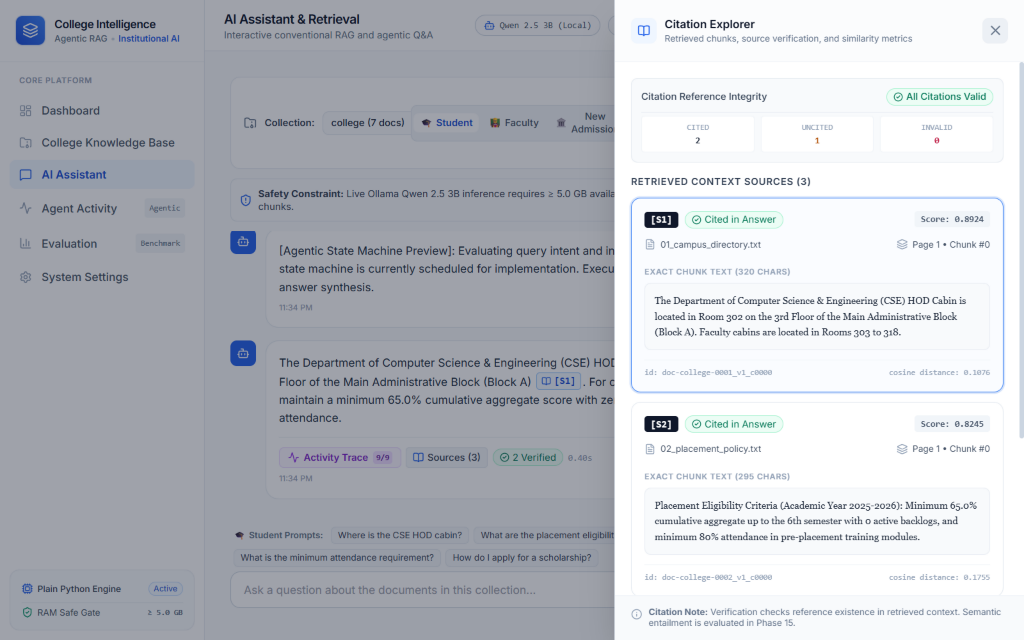 College Intelligence
Agentic RAG • Institutional AI
CORE PLATFORM
Dashboard
College Knowledge Base
AI Assistant
Agent Activity
Agentic
Evaluation
Benchmark
System Settings
Plain Python Engine
Active
RAM Safe Gate
≥ 5.0 GB
AI Assistant & Retrieval
Interactive conventional RAG and agentic Q&A
Qwen 2.5 3B (Local)
Collection:
college (7 docs)
Student
Faculty
New
Safety Constraint: Live Ollama Qwen 2.5 3B inference requires ≥ 5.0 GB
chunks.
[Agentic State Machine Preview]: Evaluating query intent and
state machine is currently scheduled for implementation.
answer synthesis.
11:34 PM
The Department of Computer Science & Engineering (CSE)
Floor of the Main Administrative Block (Block A) [S1] . For
maintain a minimum 65.0% cumulative aggregate score with
attendance.
Activity Trace 9/9
Sources (3)
2 Verified
0.40s
11:34 PM
Student Prompts:
Where is the CSE HOD cabin?
What are the placement
What is the minimum attendance requirement?
How do I apply for a scholarship?
Ask a question about the documents in this collection...
Citation Explorer
Retrieved chunks, source verification, and similarity metrics
Citation Reference Integrity
All Citations Valid
CITED
2
UNCITED
1
INVALID
0
RETRIEVED CONTEXT SOURCES (3)
[S1]
Cited in Answer
Score: 0.8924
01_campus_directory.txt
Page 1 • Chunk #0
EXACT CHUNK TEXT (320 CHARS)
The Department of Computer Science & Engineering (CSE) HOD Cabin is
located in Room 302 on the 3rd Floor of the Main Administrative Block
(Block A). Faculty cabins are located in Rooms 303 to 318.
id: doc-college-0001_v1_c0000
cosine distance: 0.1076
[S2]
Cited in Answer
Score: 0.8245
02_placement_policy.txt
Page 1 • Chunk #0
EXACT CHUNK TEXT (295 CHARS)
Placement Eligibility Criteria (Academic Year 2025-2026): Minimum 65.0%
cumulative aggregate up to the 6th semester with 0 active backlogs, and
minimum 80% attendance in pre-placement training modules.
id: doc-college-0002_v1_c0000
cosine distance: 0.1755
Citation Note: Verification checks reference existence in retrieved context. Semantic
entailment is evaluated in Phase 15.